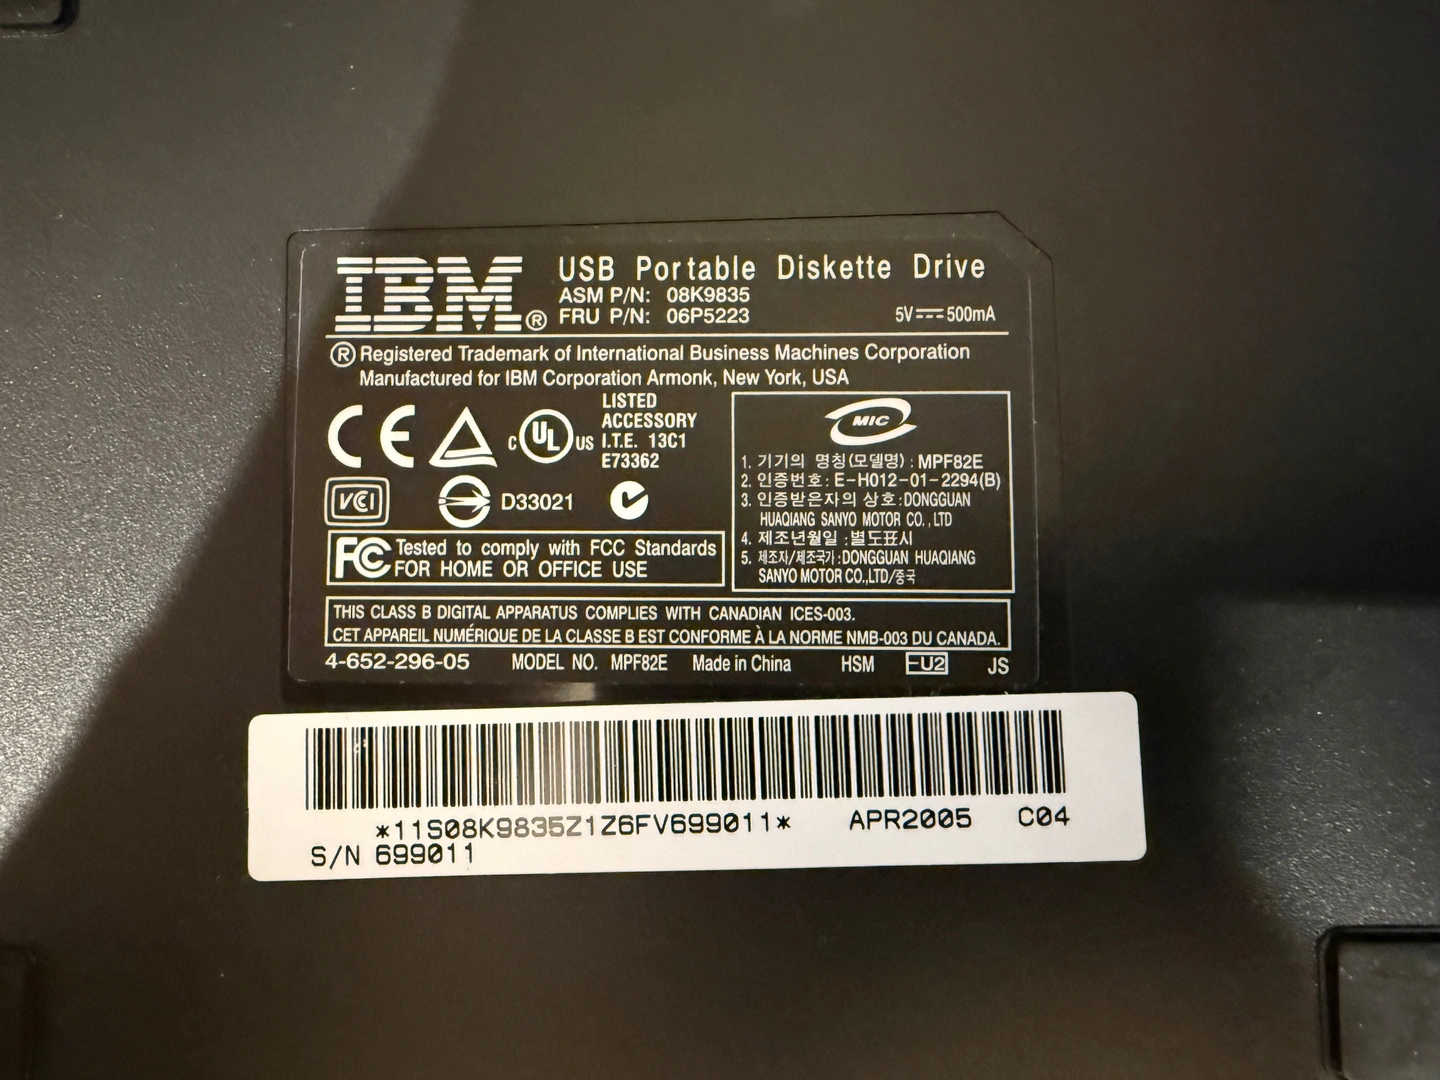 IBM® USB Portable Diskette Drive
ASM P/N: 08K9835
FRU P/N: 06P5223 5V⎓500mA
® Registered Trademark of International Business Machines Corporation
Manufactured for IBM Corporation Armonk, New York, USA
CE
C UL US
LISTED
ACCESSORY
I.T.E. 13C1
E73362
VCI
D33021
FC Tested to comply with FCC Standards
FOR HOME OR OFFICE USE
MIC
1. 기기의 명칭(모델명) : MPF82E
2. 인증번호 : E-H012-01-2294(B)
3. 인증받은자의 상호 :DONGGUAN
HUAQIANG SANYO MOTOR CO. , LTD
4. 제조년월일 :별도표시
5. 제조자/제조국가 :DONGGUAN HUAQIANG
SANYO MOTOR CO.,LTD/중국
THIS CLASS B DIGITAL APPARATUS COMPLIES WITH CANADIAN ICES-003.
CET APPAREIL NUMÉRIQUE DE LA CLASSE B EST CONFORME À LA NORME NMB-003 DU CANADA.
4-652-296-05 MODEL NO. MPF82E Made in China HSM -U2 JS
*11S08K9835Z1Z6FV699011* APR2005 C04
S/N 699011